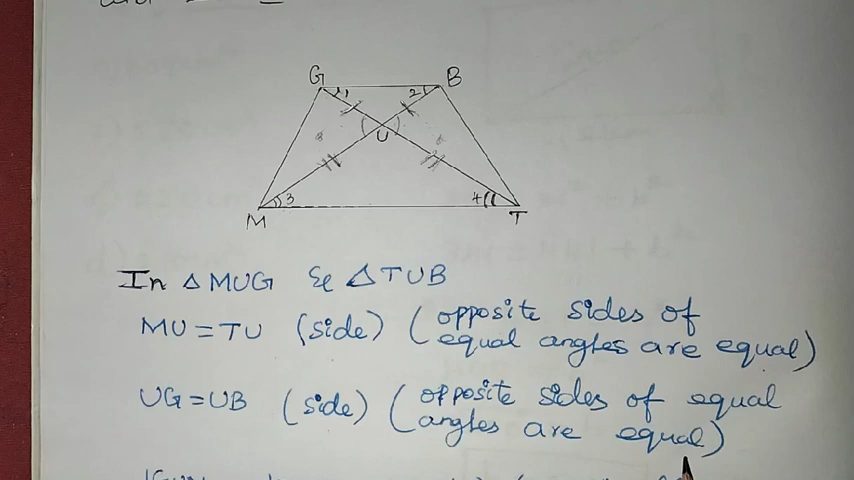 G B
1 2
U
3 4
M T
In △ MUG & △TUB
MU = TU (side) (opposite sides of
equal angles are equal)
UG = UB (side) (opposite sides of equal
angles are equal)